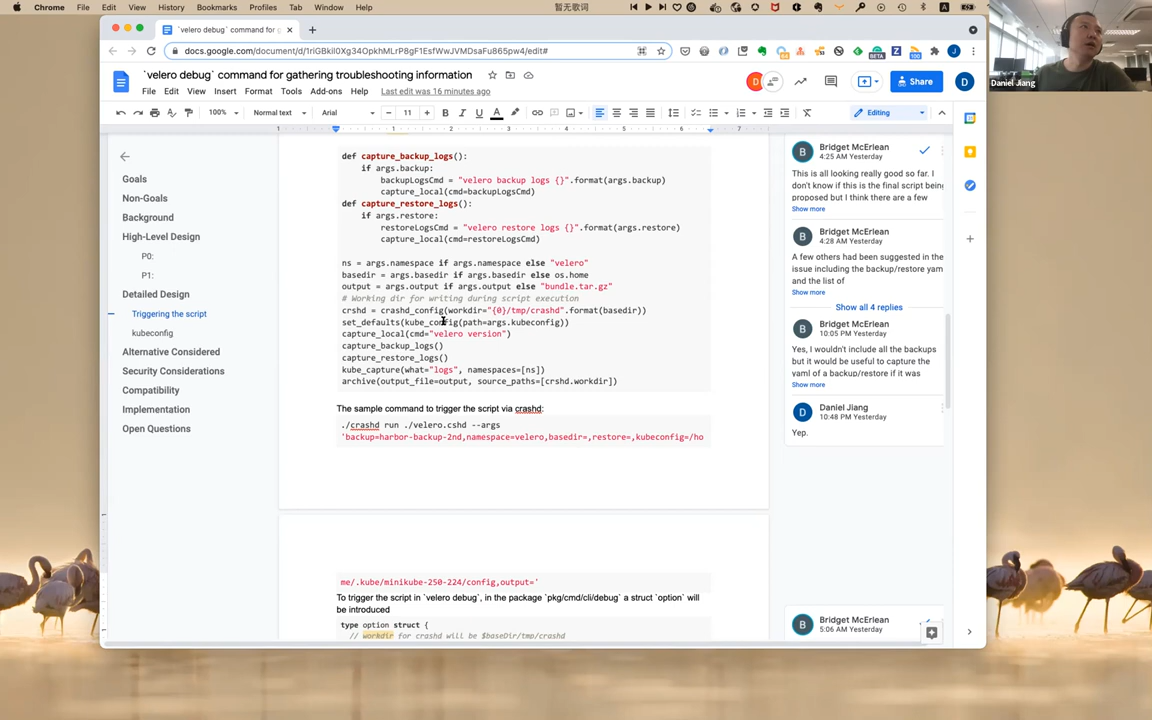 Chrome File Edit View History Bookmarks Profiles Tab Window Help
暂无歌词
Daniel Jiang
`velero debug` command for g
docs.google.com/document/d/1riGBkiI0Xg34OpkhMLrP8gF1EsfWwJVMDsaFu865pw4/edit#
`velero debug` command for gathering troubleshooting information
File Edit View Insert Format Tools Add-ons Help Last edit was 16 minutes ago
Share
D
100% Normal text Arial 11 Editing
Goals
Non-Goals
Background
High-Level Design
P0:
P1:
Detailed Design
Triggering the script
kubeconfig
Alternative Considered
Security Considerations
Compatibility
Implementation
Open Questions
def capture_backup_logs():
if args.backup:
backupLogsCmd = "velero backup logs {}".format(args.backup)
capture_local(cmd=backupLogsCmd)
def capture_restore_logs():
if args.restore:
restoreLogsCmd = "velero restore logs {}".format(args.restore)
capture_local(cmd=restoreLogsCmd)
ns = args.namespace if args.namespace else "velero"
basedir = args.basedir if args.basedir else os.home
output = args.output if args.output else "bundle.tar.gz"
# Working dir for writing during script execution
crshd = crashd_config(workdir="{0}/tmp/crashd".format(basedir))
set_defaults(kube_config(path=args.kubeconfig))
capture_local(cmd="velero version")
capture_backup_logs()
capture_restore_logs()
kube_capture(what="logs", namespaces=[ns])
archive(output_file=output, source_paths=[crshd.workdir])
The sample command to trigger the script via crashd:
./crashd run ./velero.cshd --args
'backup=harbor-backup-2nd,namespace=velero,basedir=,restore=,kubeconfig=/ho
me/.kube/minikube-250-224/config,output='
To trigger the script in `velero debug`, in the package `pkg/cmd/cli/debug` a struct `option` will
be introduced
type option struct {
// workdir for crashd will be $baseDir/tmp/crashd
B
Bridget McErlean
4:25 AM Yesterday
This is all looking really good so far. I
don't know if this is the final script being
proposed but I think there are a few
Show more
B
Bridget McErlean
4:28 AM Yesterday
A few others had been suggested in the
issue including the backup/restore yam
and the list of
Show more
Show all 4 replies
B
Bridget McErlean
10:05 PM Yesterday
Yes, I wouldn't include all the backups
but it would be useful to capture the
yaml of a backup/restore if it was
Show more
D
Daniel Jiang
10:48 PM Yesterday
Yep.
B
Bridget McErlean
5:06 AM Yesterday